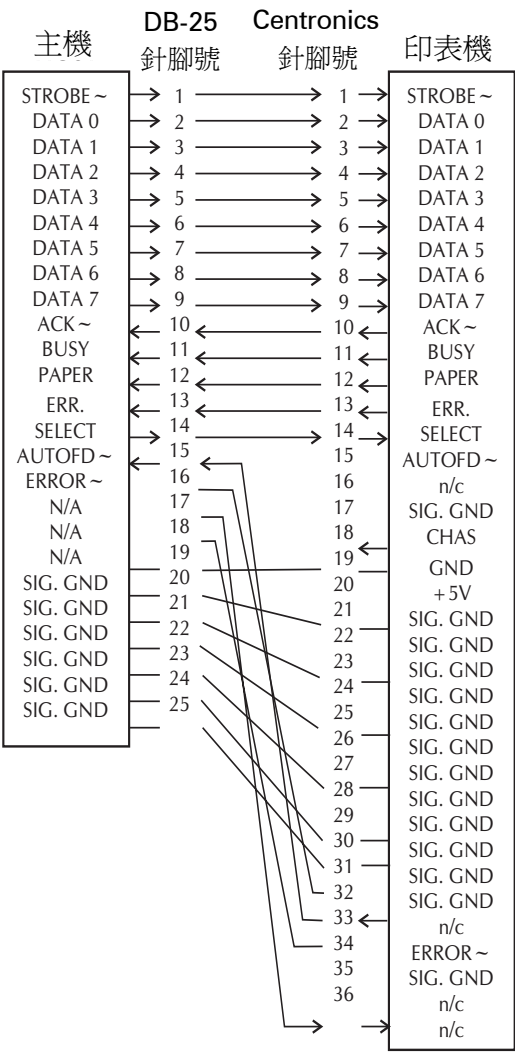 主機
STROBE~
DATA 0
DATA 1
DATA 2
DATA 3
DATA 4
DATA 5
DATA 6
DATA 7
ACK~
BUSY
PAPER
ERR.
SELECT
AUTOFD~
ERROR~
N/A
N/A
N/A
SIG. GND
SIG. GND
SIG. GND
SIG. GND
SIG. GND
SIG. GND
DB-25
針腳號
1
2
3
4
5
6
7
8
9
10
11
12
13
14
15
16
17
18
19
20
21
22
23
24
25
Centronics
針腳號
1
2
3
4
5
6
7
8
9
10
11
12
13
14
15
16
17
18
19
20
21
22
23
24
25
26
27
28
29
30
31
32
33
34
35
36
印表機
STROBE~
DATA 0
DATA 1
DATA 2
DATA 3
DATA 4
DATA 5
DATA 6
DATA 7
ACK~
BUSY
PAPER
ERR.
SELECT
AUTOFD~
n/c
SIG. GND
CHAS
GND
+5V
SIG. GND
SIG. GND
SIG. GND
SIG. GND
SIG. GND
SIG. GND
SIG. GND
SIG. GND
SIG. GND
SIG. GND
SIG. GND
SIG. GND
n/c
ERROR~
SIG. GND
n/c
n/c